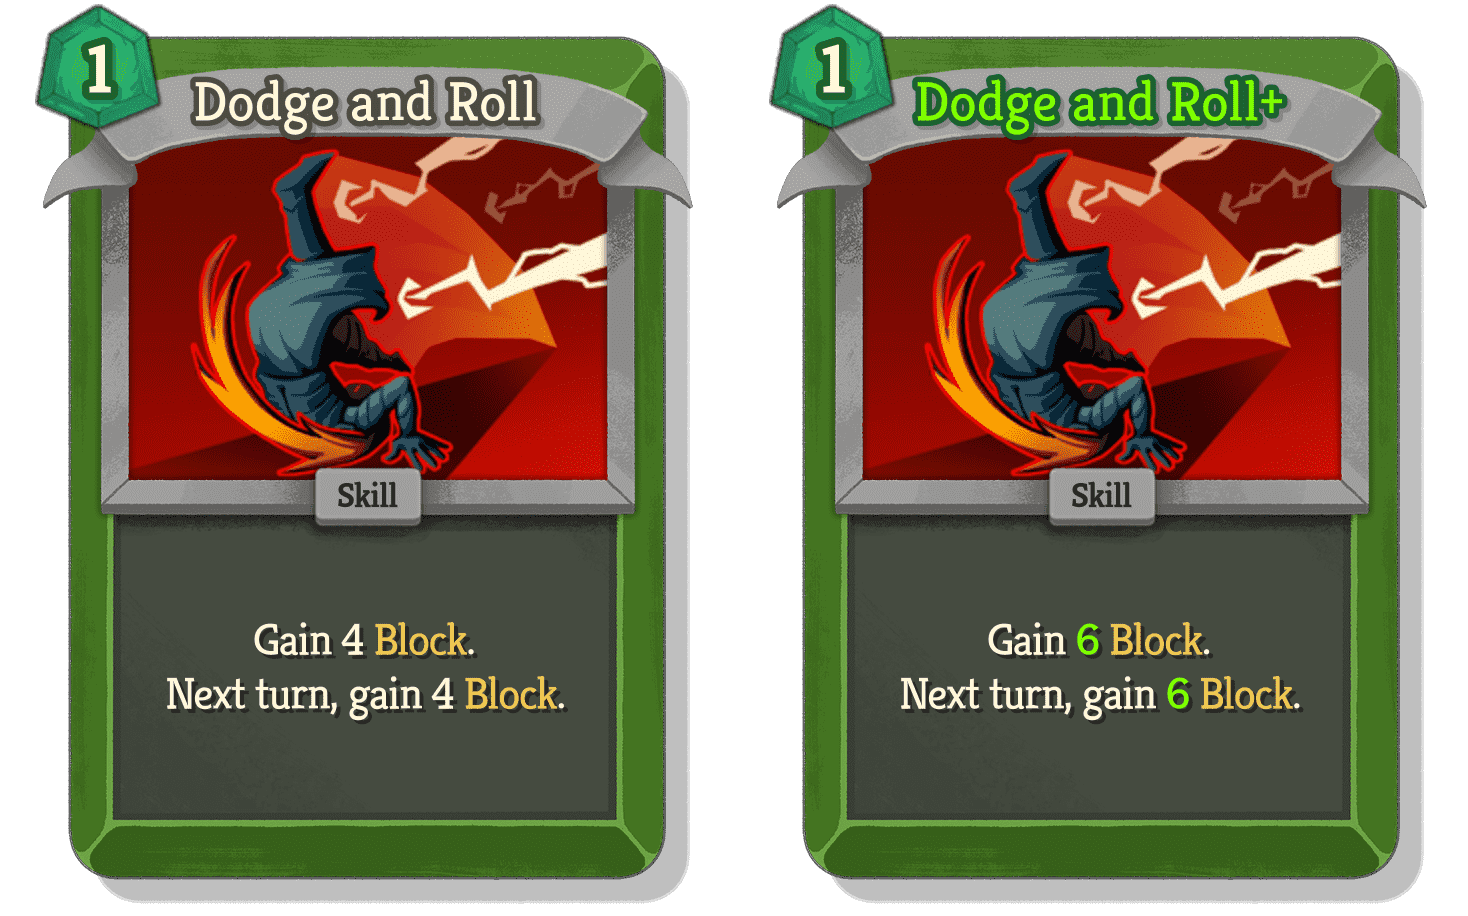 1
Dodge and Roll
Skill
Gain 4 Block.
Next turn, gain 4 Block.
1
Dodge and Roll+
Skill
Gain 6 Block.
Next turn, gain 6 Block.